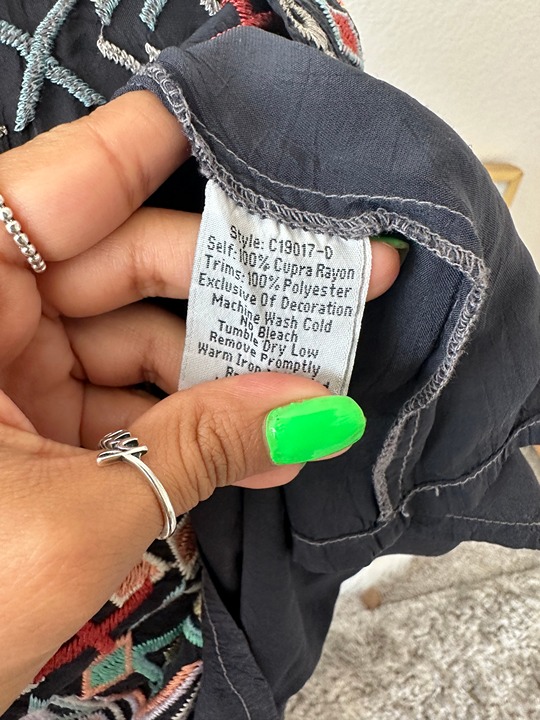 Style: C19017-D
Self: 100% Cupra Rayon
Trims: 100% Polyester
Exclusive Of Decoration
Machine Wash Cold
No Bleach
Tumble Dry Low
Remove Promptly
Warm Iron